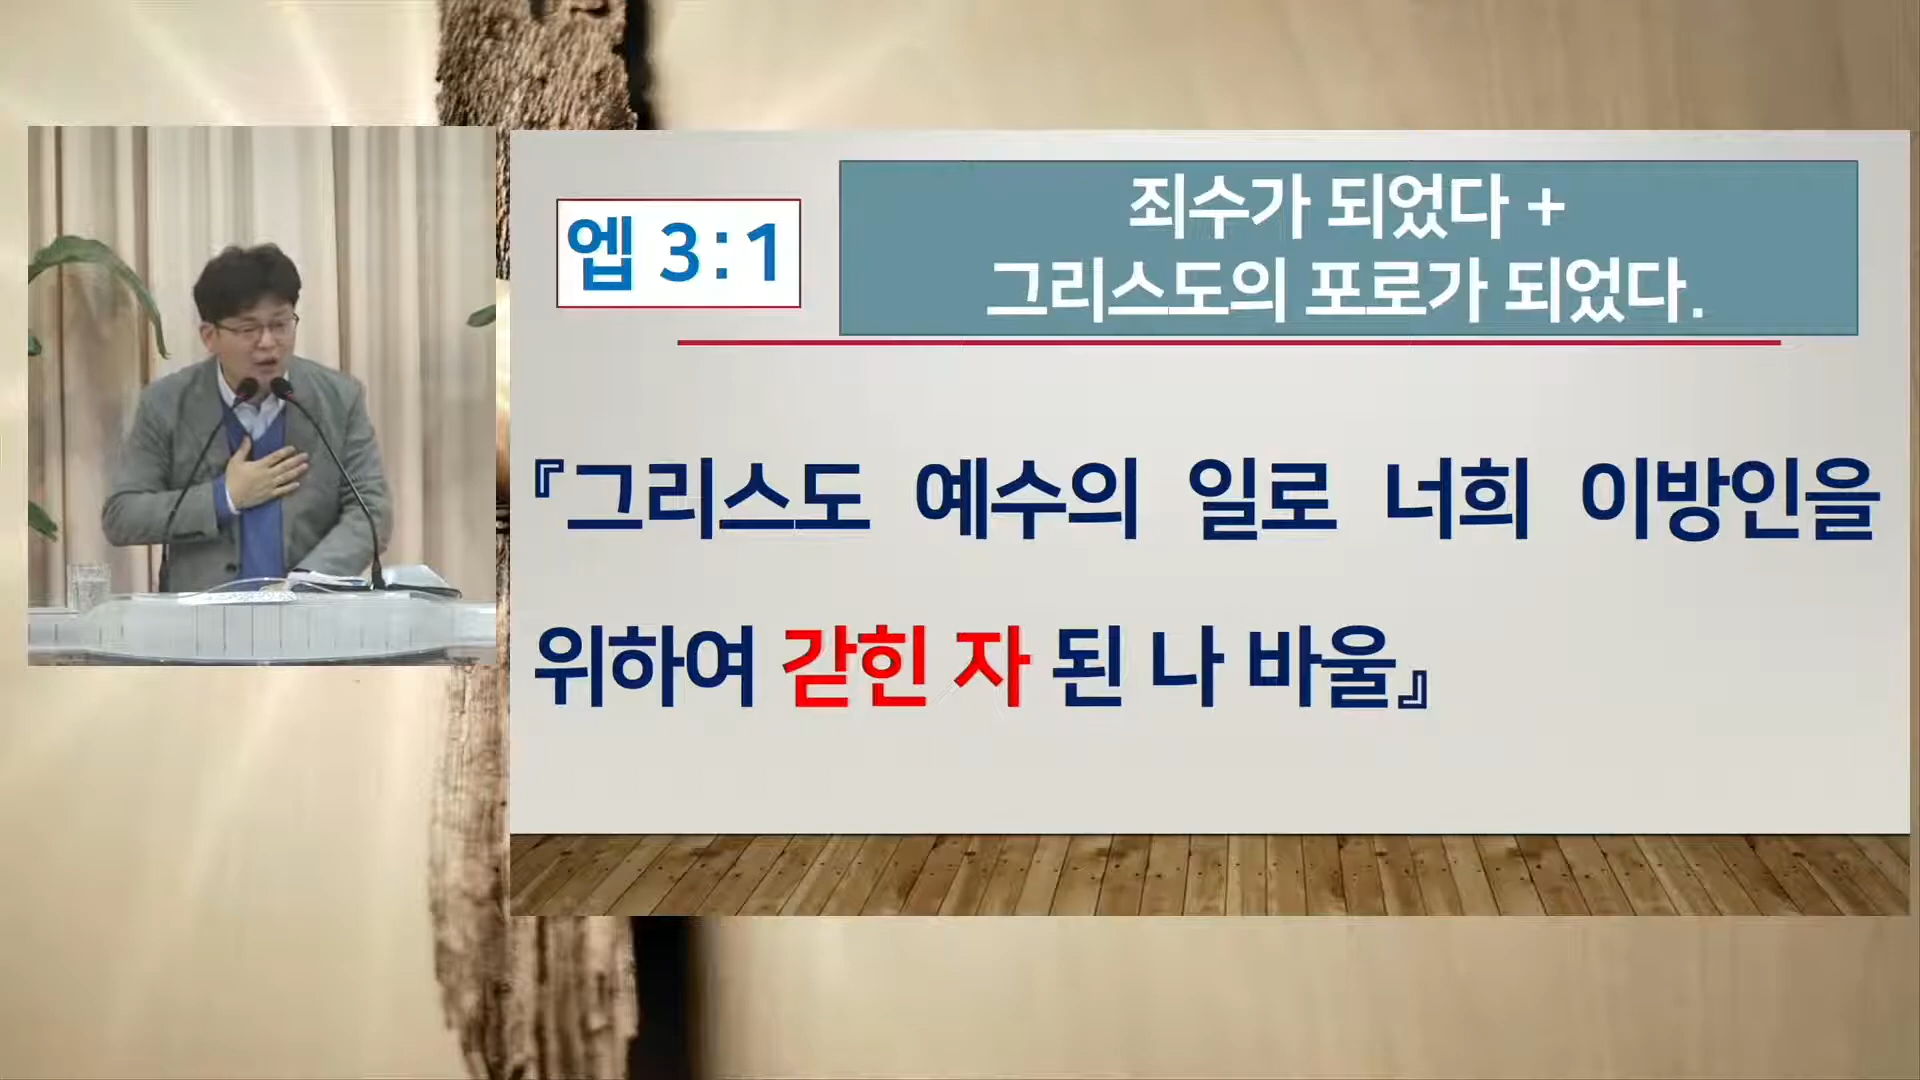 엡 3:1
죄수가 되었다 +
그리스도의 포로가 되었다.
『그리스도 예수의 일로 너희 이방인을
위하여 갇힌 자 된 나 바울』